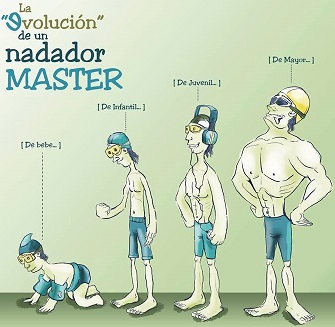 La
"Evolución"
de un
nadador
MASTER
[ De bebe... ]
[ De Infantil... ]
[ De Juvenil... ]
[ De Mayor... ]